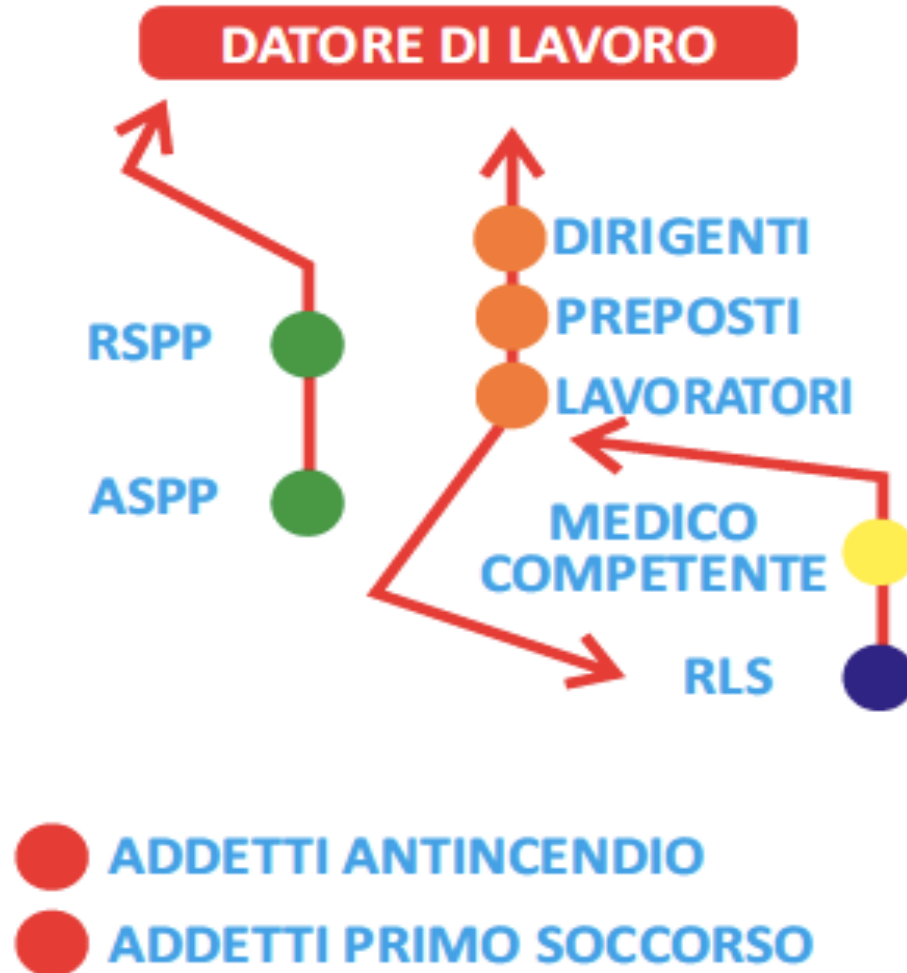 DATORE DI LAVORO
DIRIGENTI
PREPOSTI
LAVORATORI
RSPP
ASPP
MEDICO
COMPETENTE
RLS
ADDETTI ANTINCENDIO
ADDETTI PRIMO SOCCORSO